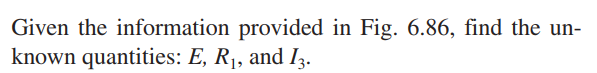 Given the information provided in Fig. 6.86, find the un-
known quantities: E, R₁, and I₃.